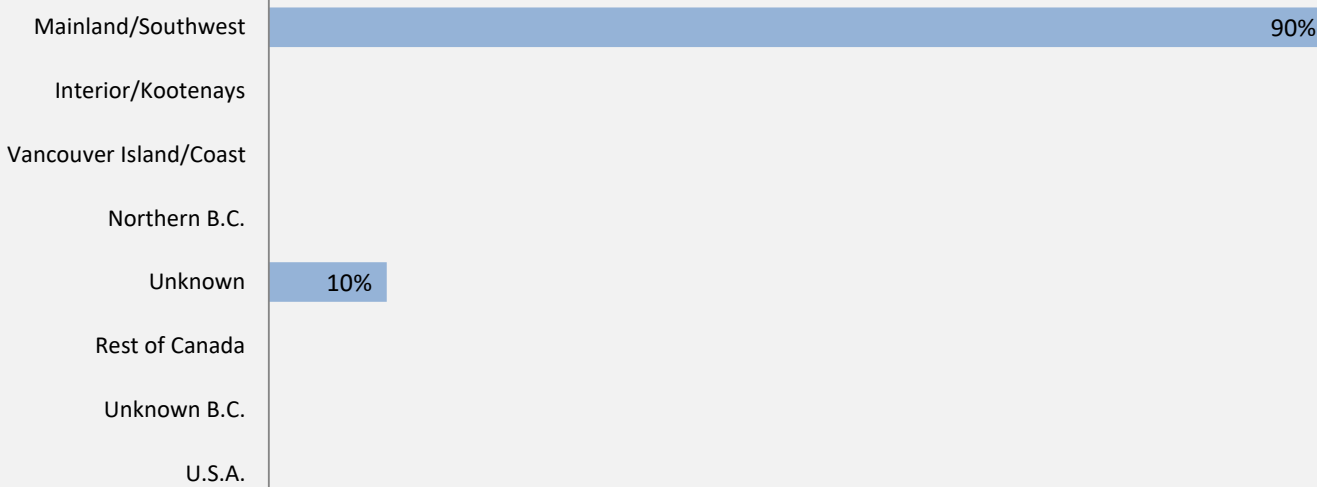 Mainland/Southwest 90%
Interior/Kootenays
Vancouver Island/Coast
Northern B.C.
Unknown 10%
Rest of Canada
Unknown B.C.
U.S.A.